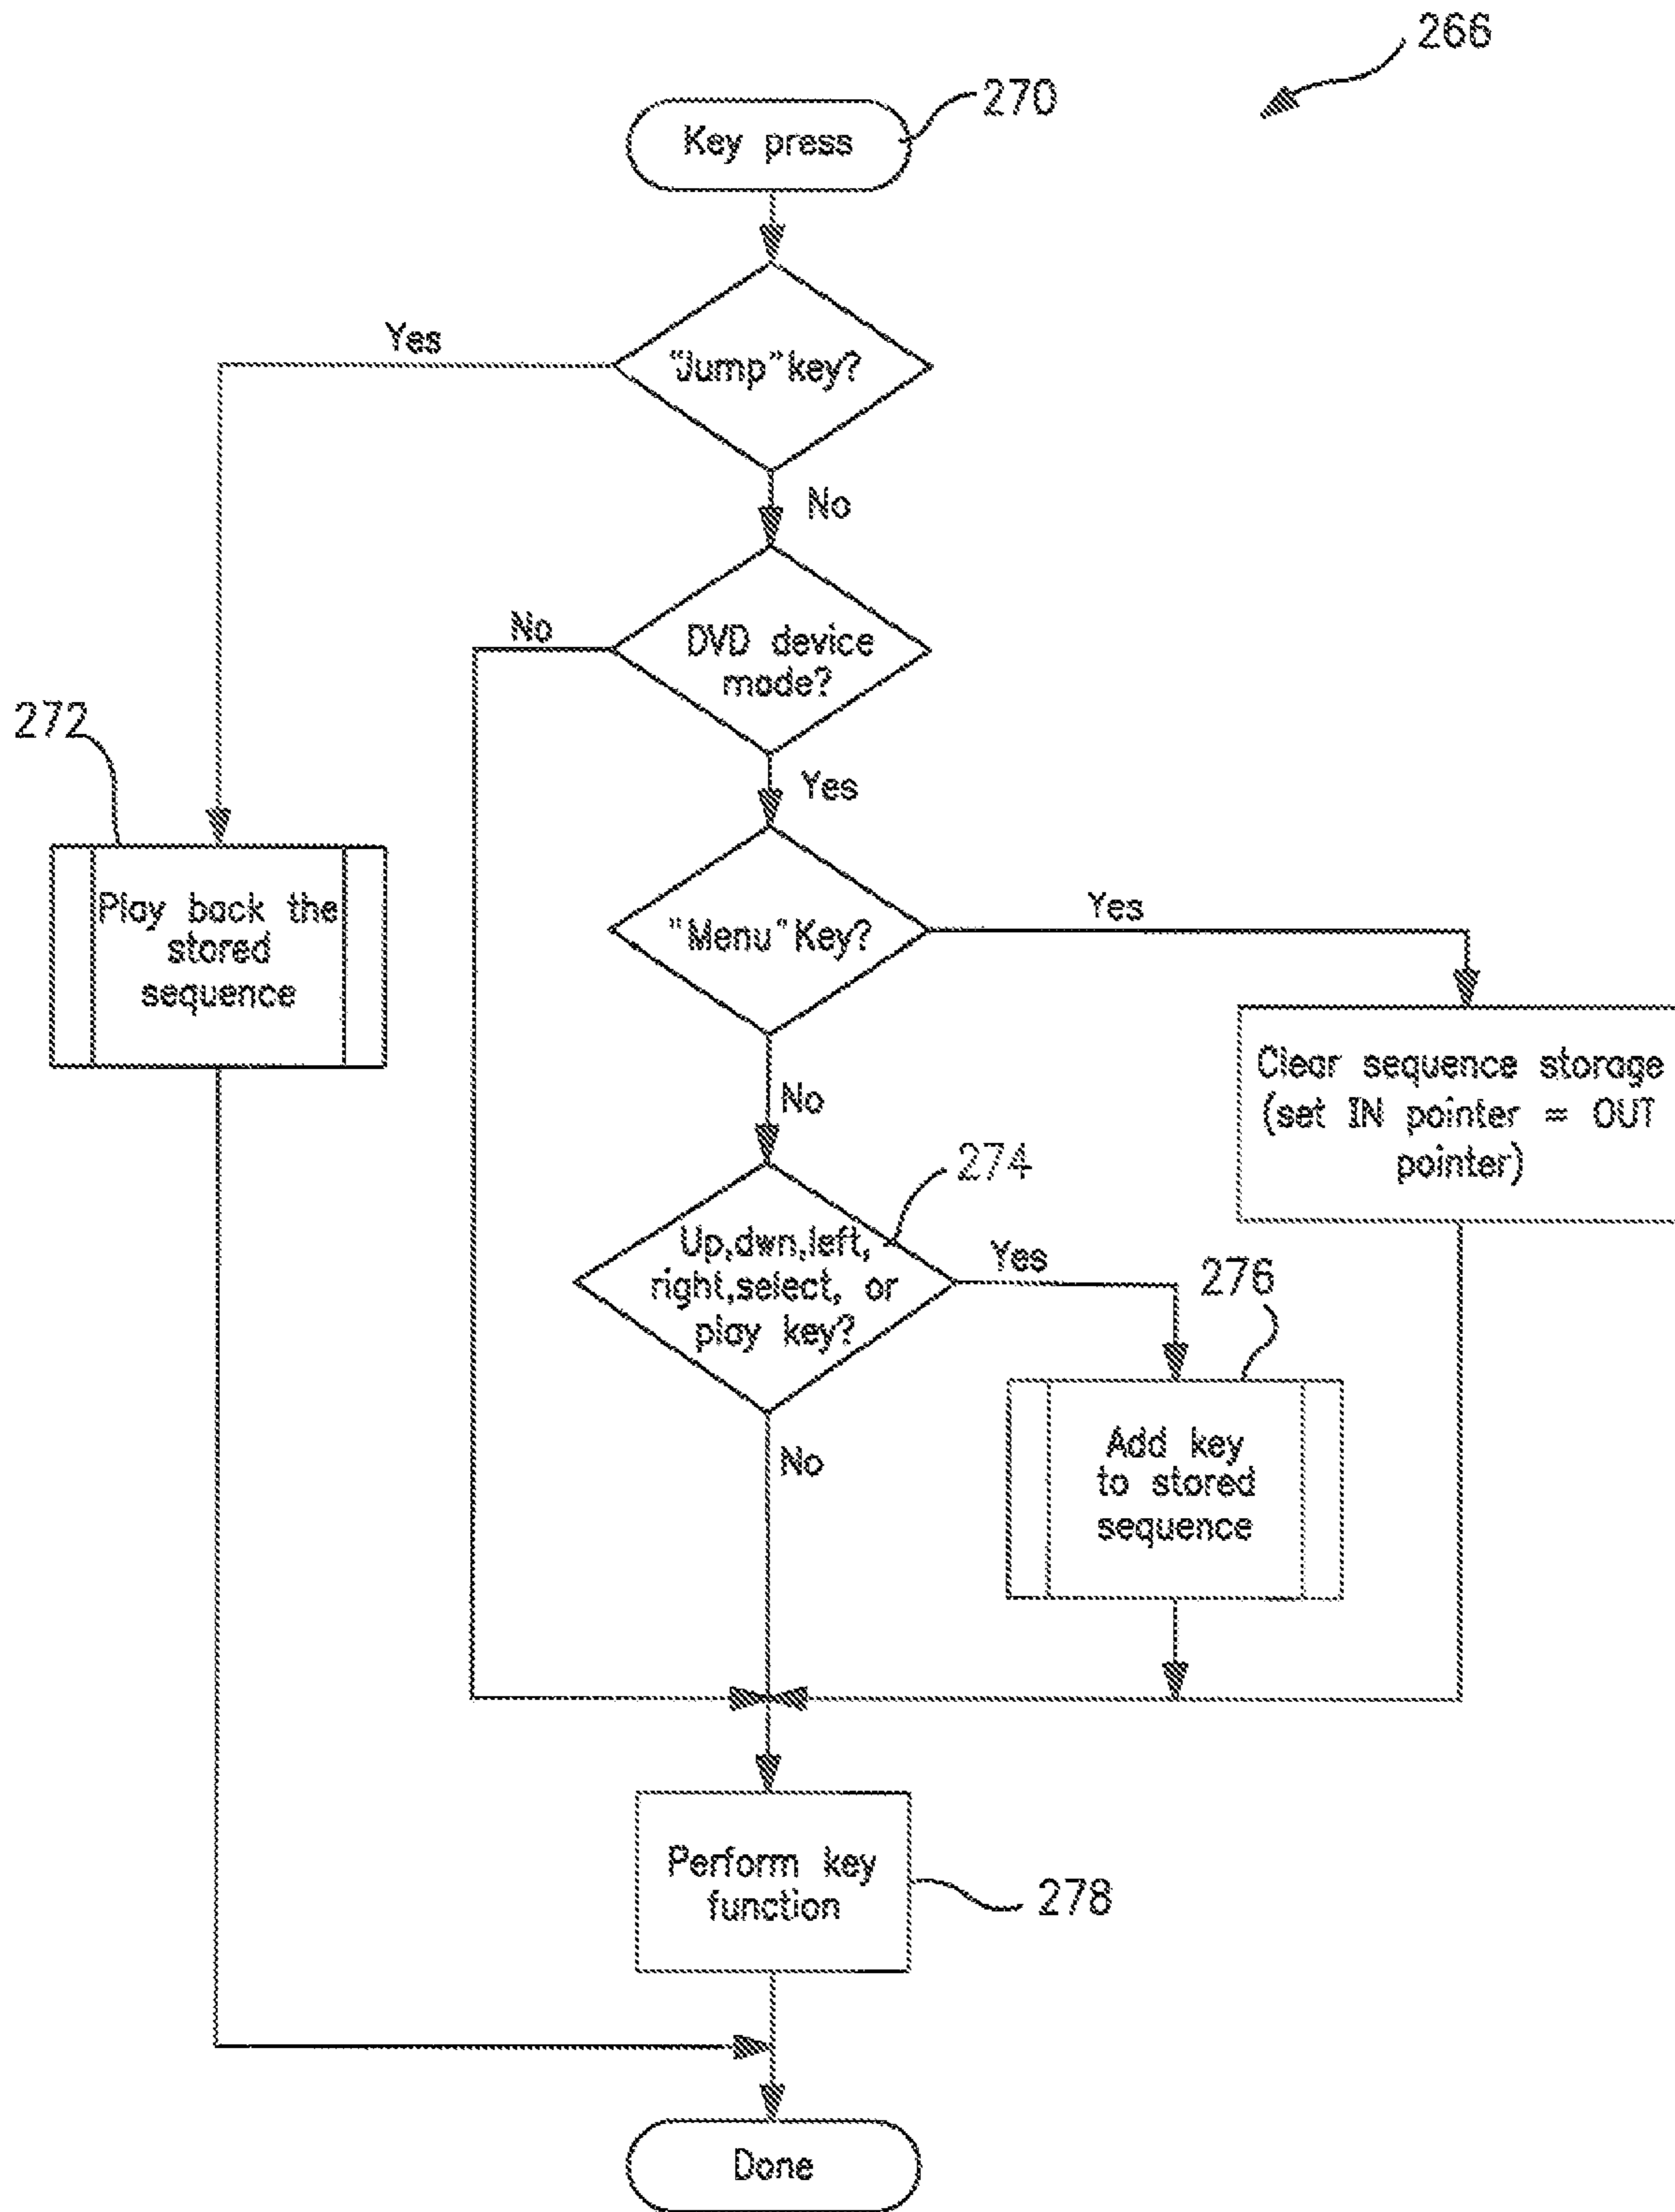 266
270
Key press
Yes
"Jump" key?
No
No
DVD device
mode?
272
Yes
Play back the
stored
sequence
"Menu" Key?
Yes
Clear sequence storage
(set IN pointer = OUT
pointer)
No
274
Up,dwn,left,
right,select, or
play key?
Yes
276
No
Add key
to stored
sequence
Perform key
function
278
Done